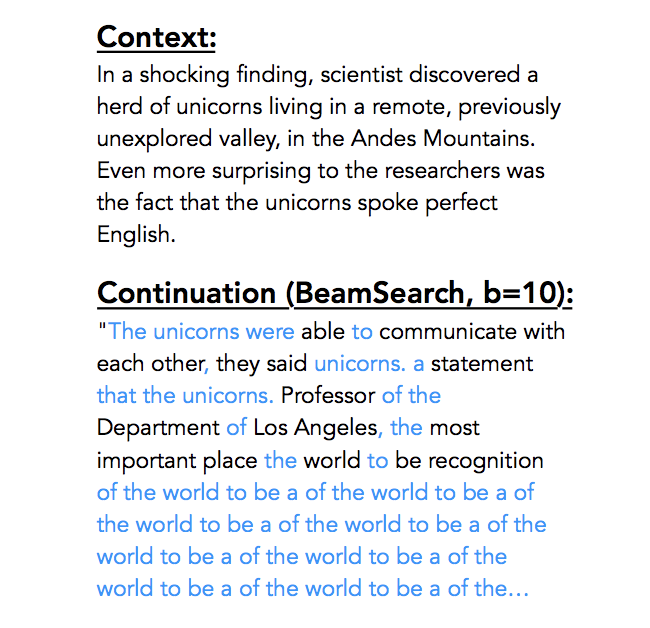 Context:
In a shocking finding, scientist discovered a
herd of unicorns living in a remote, previously
unexplored valley, in the Andes Mountains.
Even more surprising to the researchers was
the fact that the unicorns spoke perfect
English.
Continuation (BeamSearch, b=10):
"The unicorns were able to communicate with
each other, they said unicorns. a statement
that the unicorns. Professor of the
Department of Los Angeles, the most
important place the world to be recognition
of the world to be a of the world to be a of
the world to be a of the world to be a of the
world to be a of the world to be a of the
world to be a of the world to be a of the…